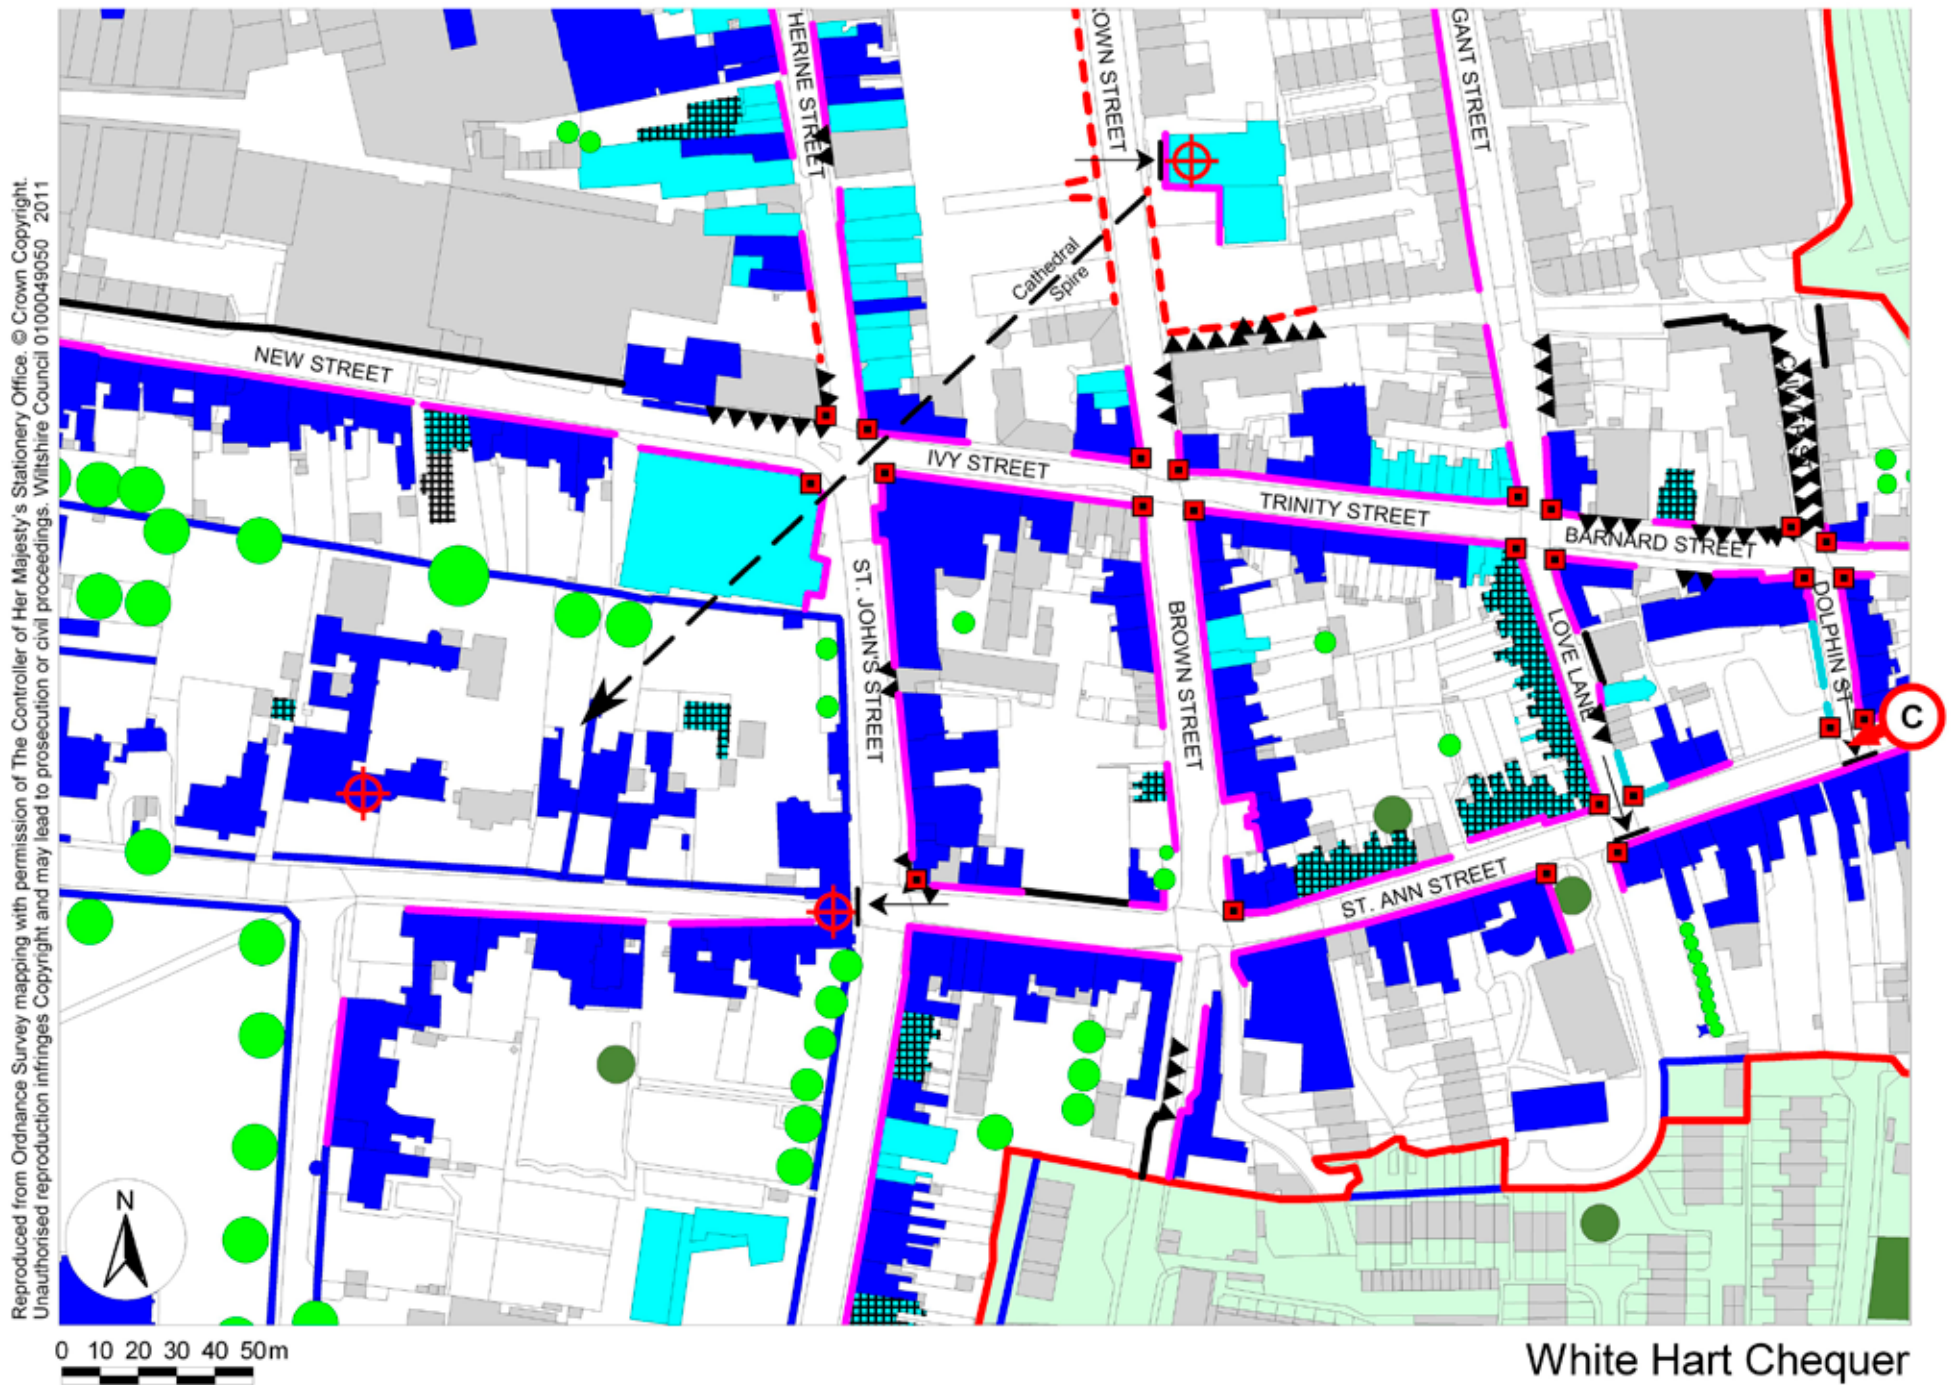 Reproduced from Ordnance Survey mapping with permission of The Controller of Her Majesty's Stationery Office. © Crown Copyright.
Unauthorised reproduction infringes Copyright and may lead to prosecution or civil proceedings. Wiltshire Council 0100049050 2011
HERINE STREET
OWN STREET
GANT STREET
Cathedral
Spire
NEW STREET
IVY STREET
TRINITY STREET
BARNARD STREET
ST. JOHN'S STREET
BROWN STREET
LOVE LANE
DOLPHIN ST
C
ST. ANN STREET
N
0 10 20 30 40 50m
White Hart Chequer